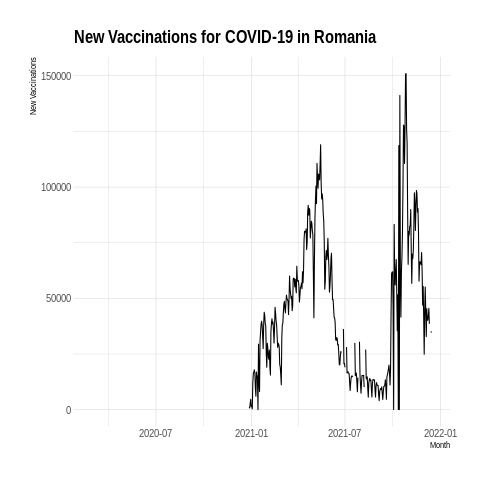 New Vaccinations for COVID-19 in Romania
New Vaccinations
150000
100000
50000
0
2020-07 2021-01 2021-07 2022-01
Month